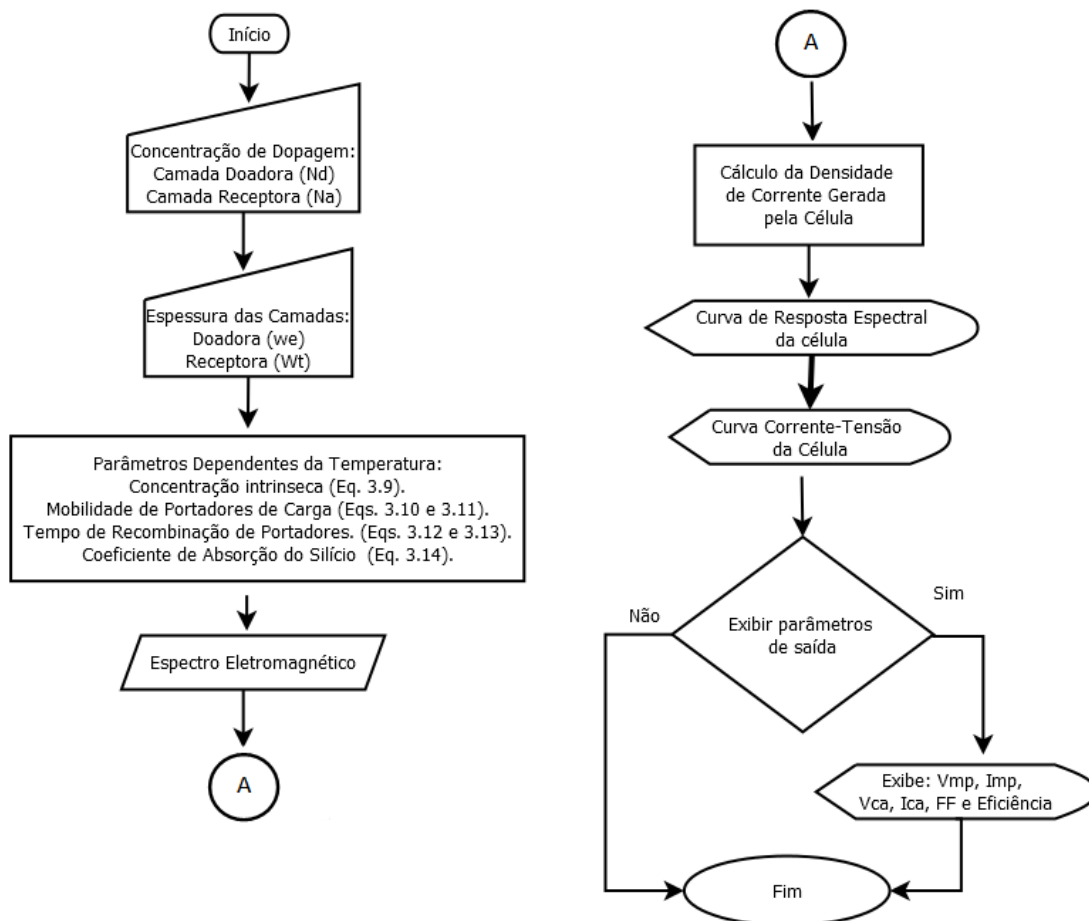 Início
Concentração de Dopagem:
Camada Doadora (Nd)
Camada Receptora (Na)
Espessura das Camadas:
Doadora (we)
Receptora (Wt)
Parâmetros Dependentes da Temperatura:
Concentração intrinseca (Eq. 3.9).
Mobilidade de Portadores de Carga (Eqs. 3.10 e 3.11).
Tempo de Recombinação de Portadores. (Eqs. 3.12 e 3.13).
Coeficiente de Absorção do Silício (Eq. 3.14).
Espectro Eletromagnético
A
A
Cálculo da Densidade
de Corrente Gerada
pela Célula
Curva de Resposta Espectral
da célula
Curva Corrente-Tensão
da Célula
Exibir parâmetros
de saída
Não
Sim
Exibe: Vmp, Imp,
Vca, Ica, FF e Eficiência
Fim